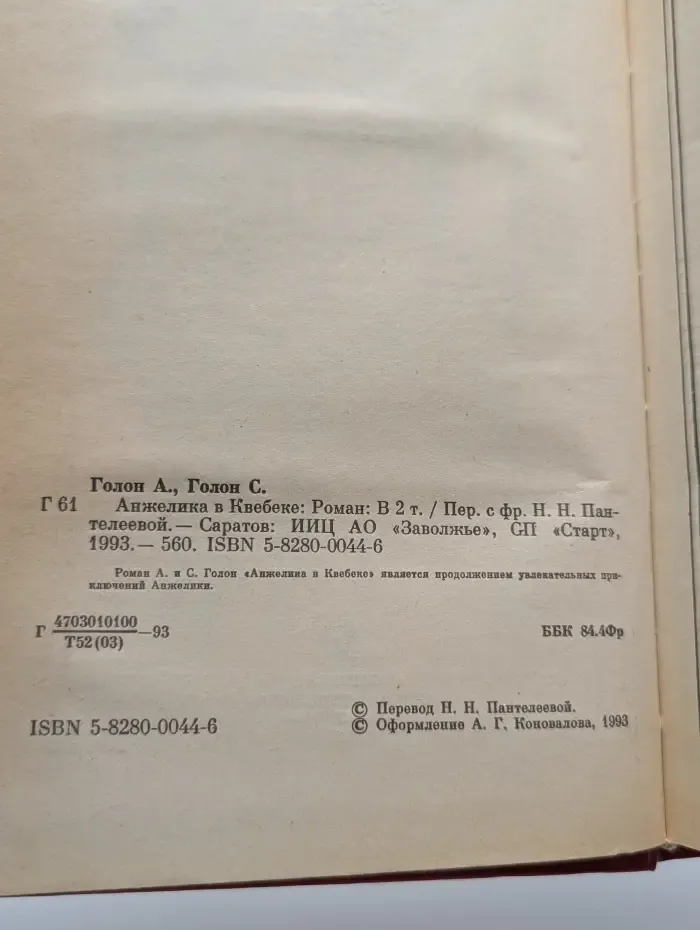 Голон А., Голон С.
Г 61 Анжелика в Квебеке: Роман: В 2 т. / Пер. с фр. Н. Н. Пан-
телеевой. — Саратов: ИИЦ АО «Заволжье», СП «Старт»,
1993. — 560. ISBN 5-8280-0044-6
Роман А. и С. Голон «Анжелика в Квебеке» является продолжением увлекательных при-
ключений Анжелики.
Г 4703010100 —93
Т52(03)
ББК 84.4Фр
ISBN 5-8280-0044-6
© Перевод Н. Н. Пантелеевой.
© Оформление А. Г. Коновалова, 1993